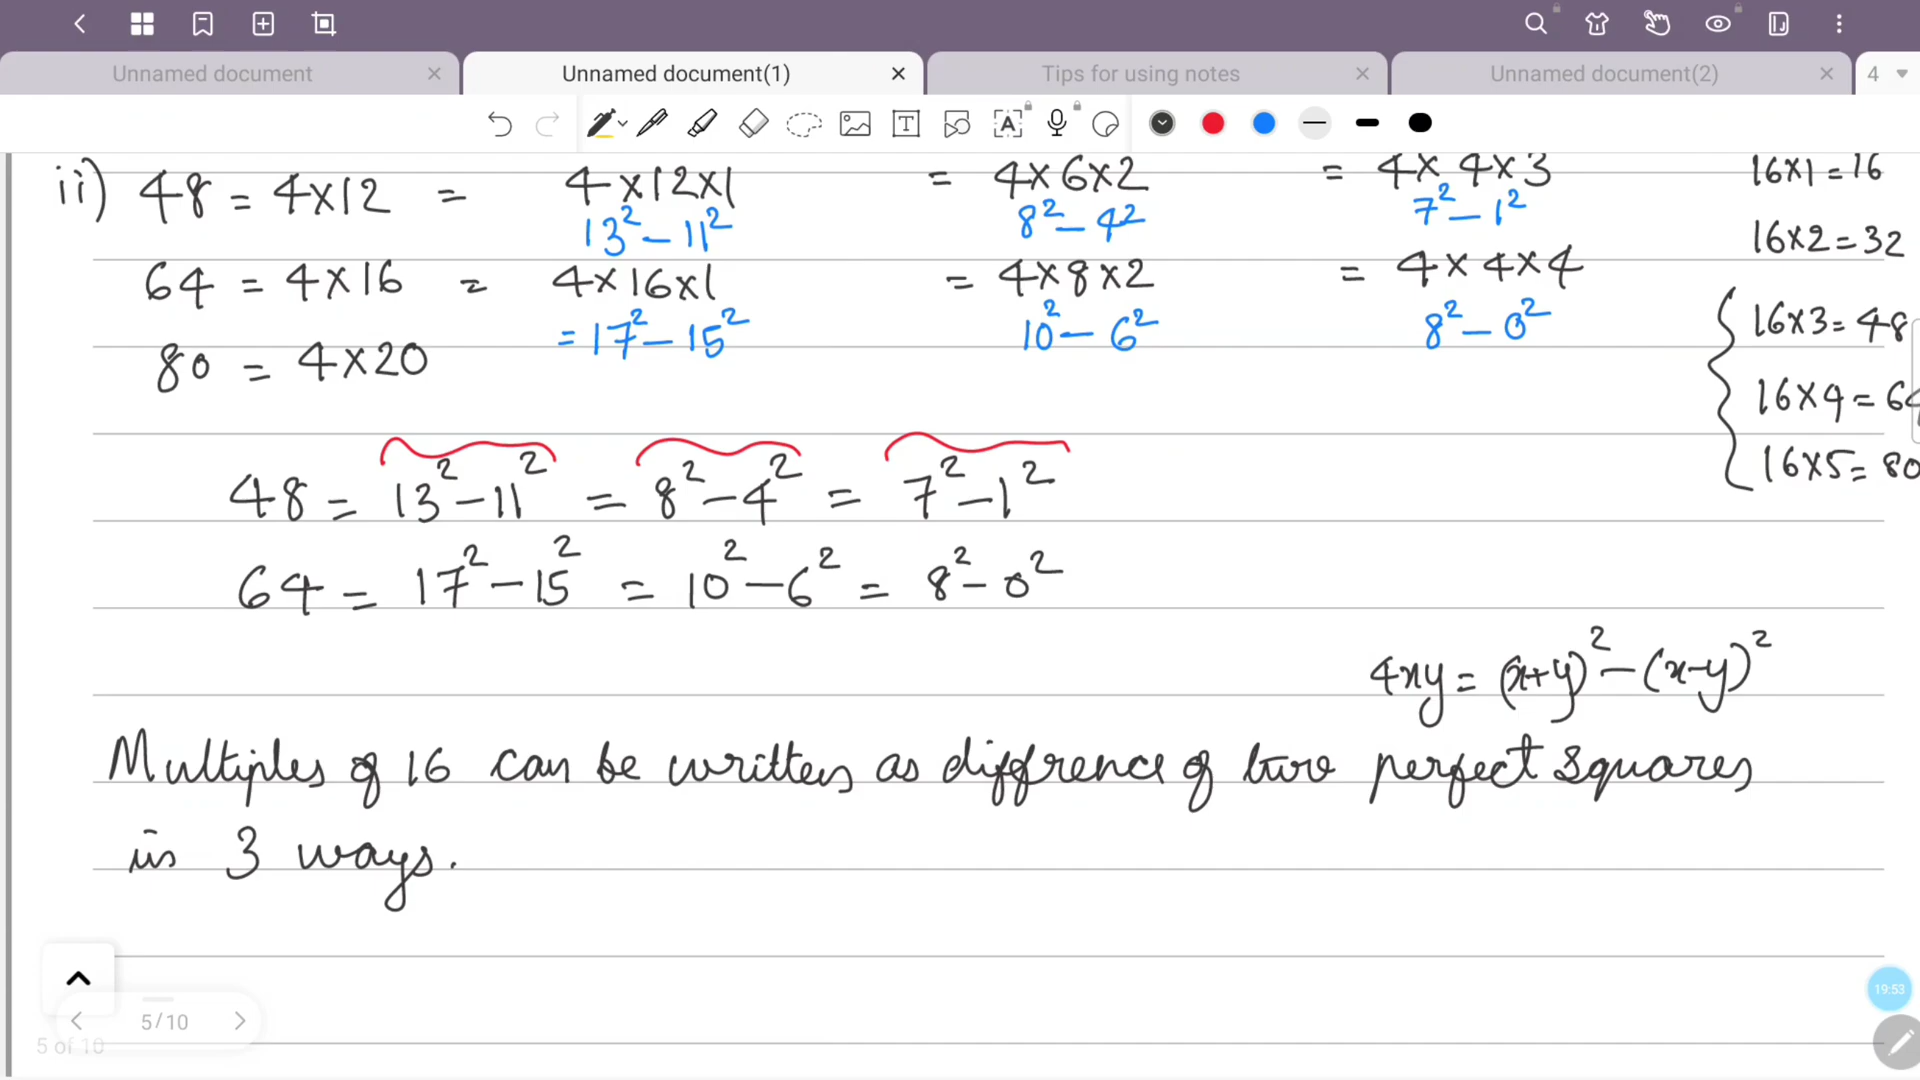 Unnamed document Unnamed document(1) Tips for using notes Unnamed document(2) 4
ii) 48 = 4×12 = 4×12×1 = 4×6×2 = 4×4×3
13² – 11² 8² – 4² 7² – 1²
64 = 4×16 = 4×16×1 = 4×8×2 = 4×4×4
= 17² – 15² 10² – 6² 8² – 0²
80 = 4×20
16×1 = 16
16×2 = 32
16×3 = 48
16×4 = 64
16×5 = 80
48 = 13² – 11² = 8² – 4² = 7² – 1²
64 = 17² – 15² = 10² – 6² = 8² – 0²
4xy = (x+y)² – (x-y)²
Multiples of 16 can be written as difference of two perfect squares
in 3 ways.
5/10
5 of 10
19:53